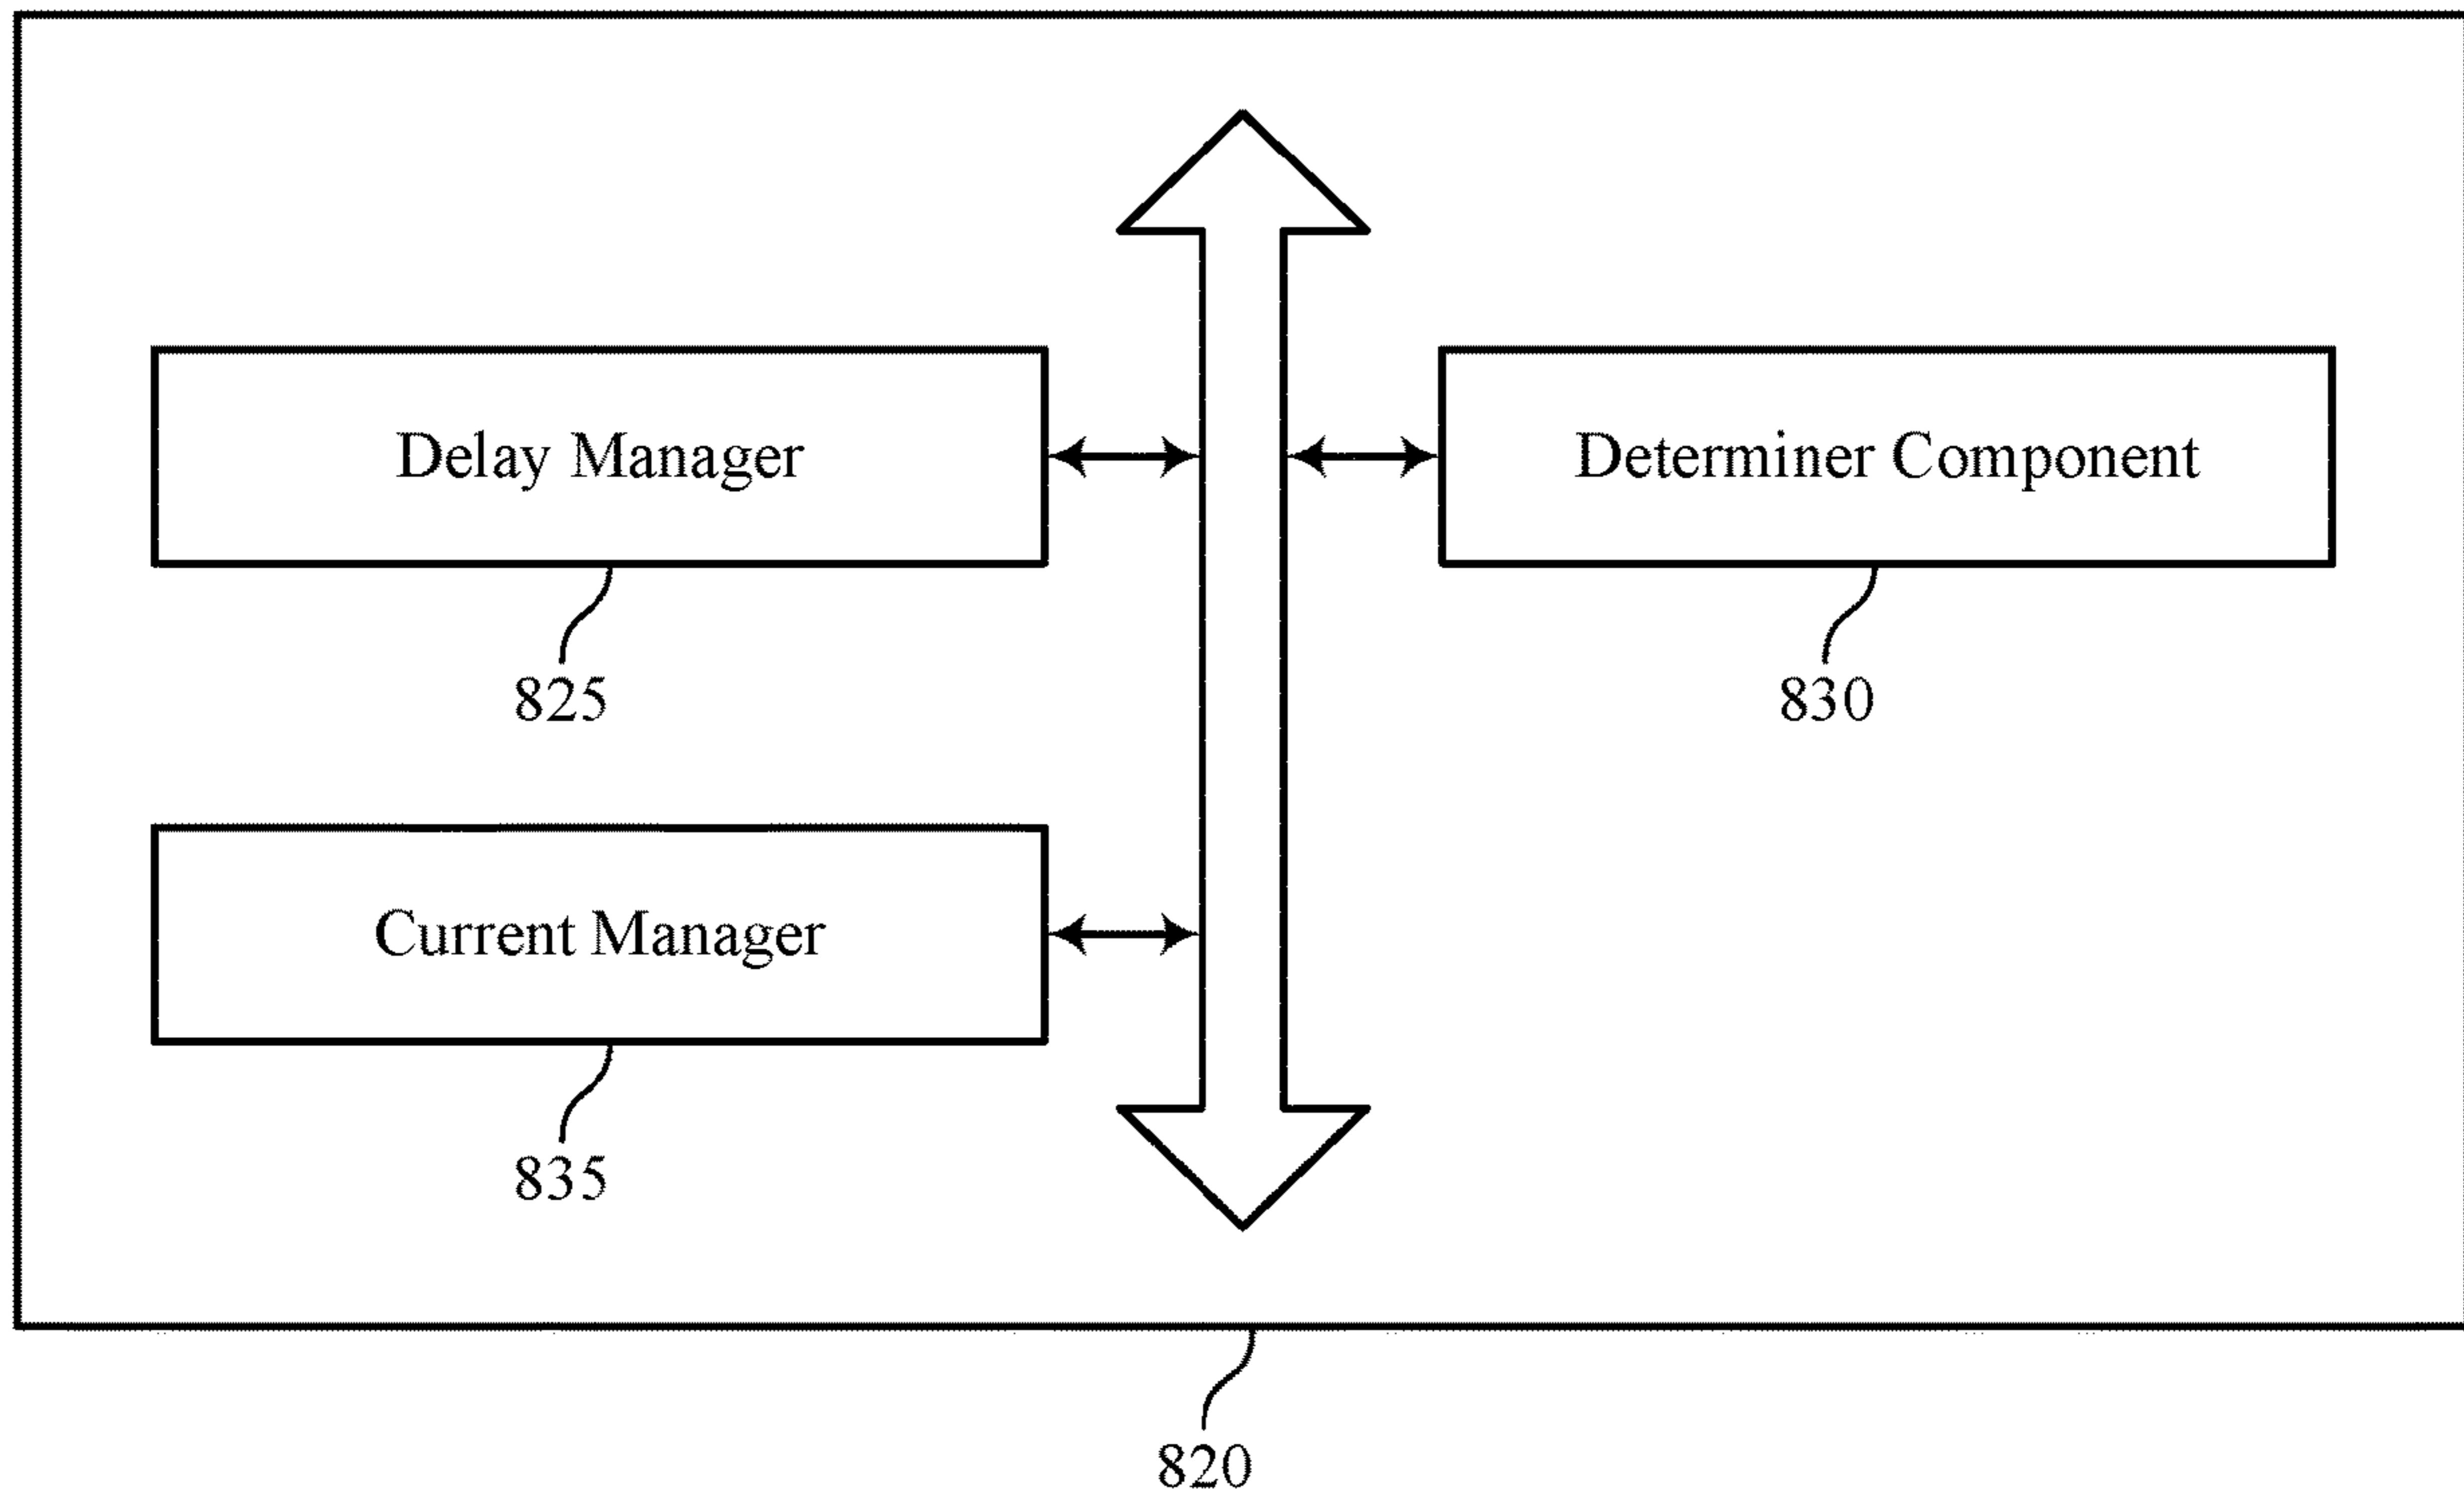 Delay Manager
Determiner Component
825
830
Current Manager
835
820